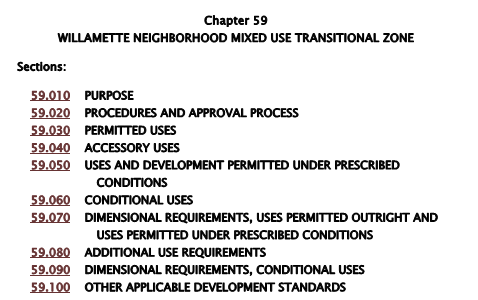 Chapter 59
WILLAMETTE NEIGHBORHOOD MIXED USE TRANSITIONAL ZONE
Sections:
59.010 PURPOSE
59.020 PROCEDURES AND APPROVAL PROCESS
59.030 PERMITTED USES
59.040 ACCESSORY USES
59.050 USES AND DEVELOPMENT PERMITTED UNDER PRESCRIBED
CONDITIONS
59.060 CONDITIONAL USES
59.070 DIMENSIONAL REQUIREMENTS, USES PERMITTED OUTRIGHT AND
USES PERMITTED UNDER PRESCRIBED CONDITIONS
59.080 ADDITIONAL USE REQUIREMENTS
59.090 DIMENSIONAL REQUIREMENTS, CONDITIONAL USES
59.100 OTHER APPLICABLE DEVELOPMENT STANDARDS